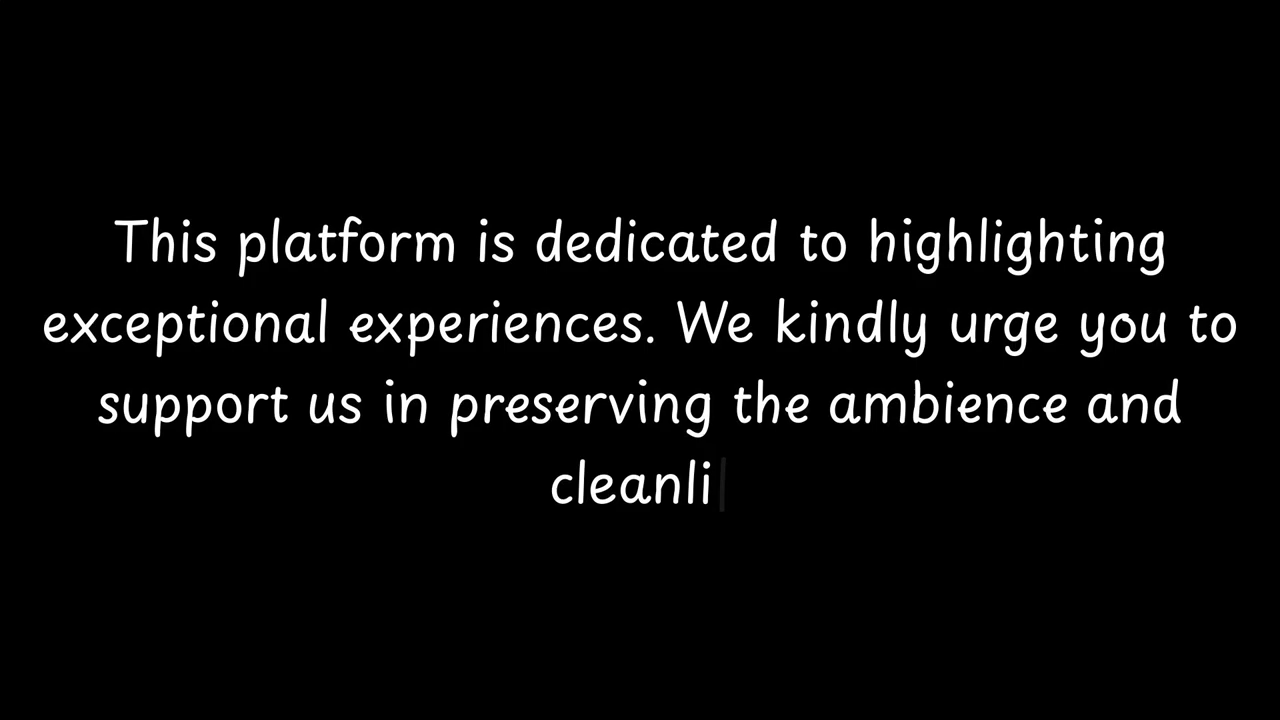 This platform is dedicated to highlighting
exceptional experiences. We kindly urge you to
support us in preserving the ambience and
cleanli